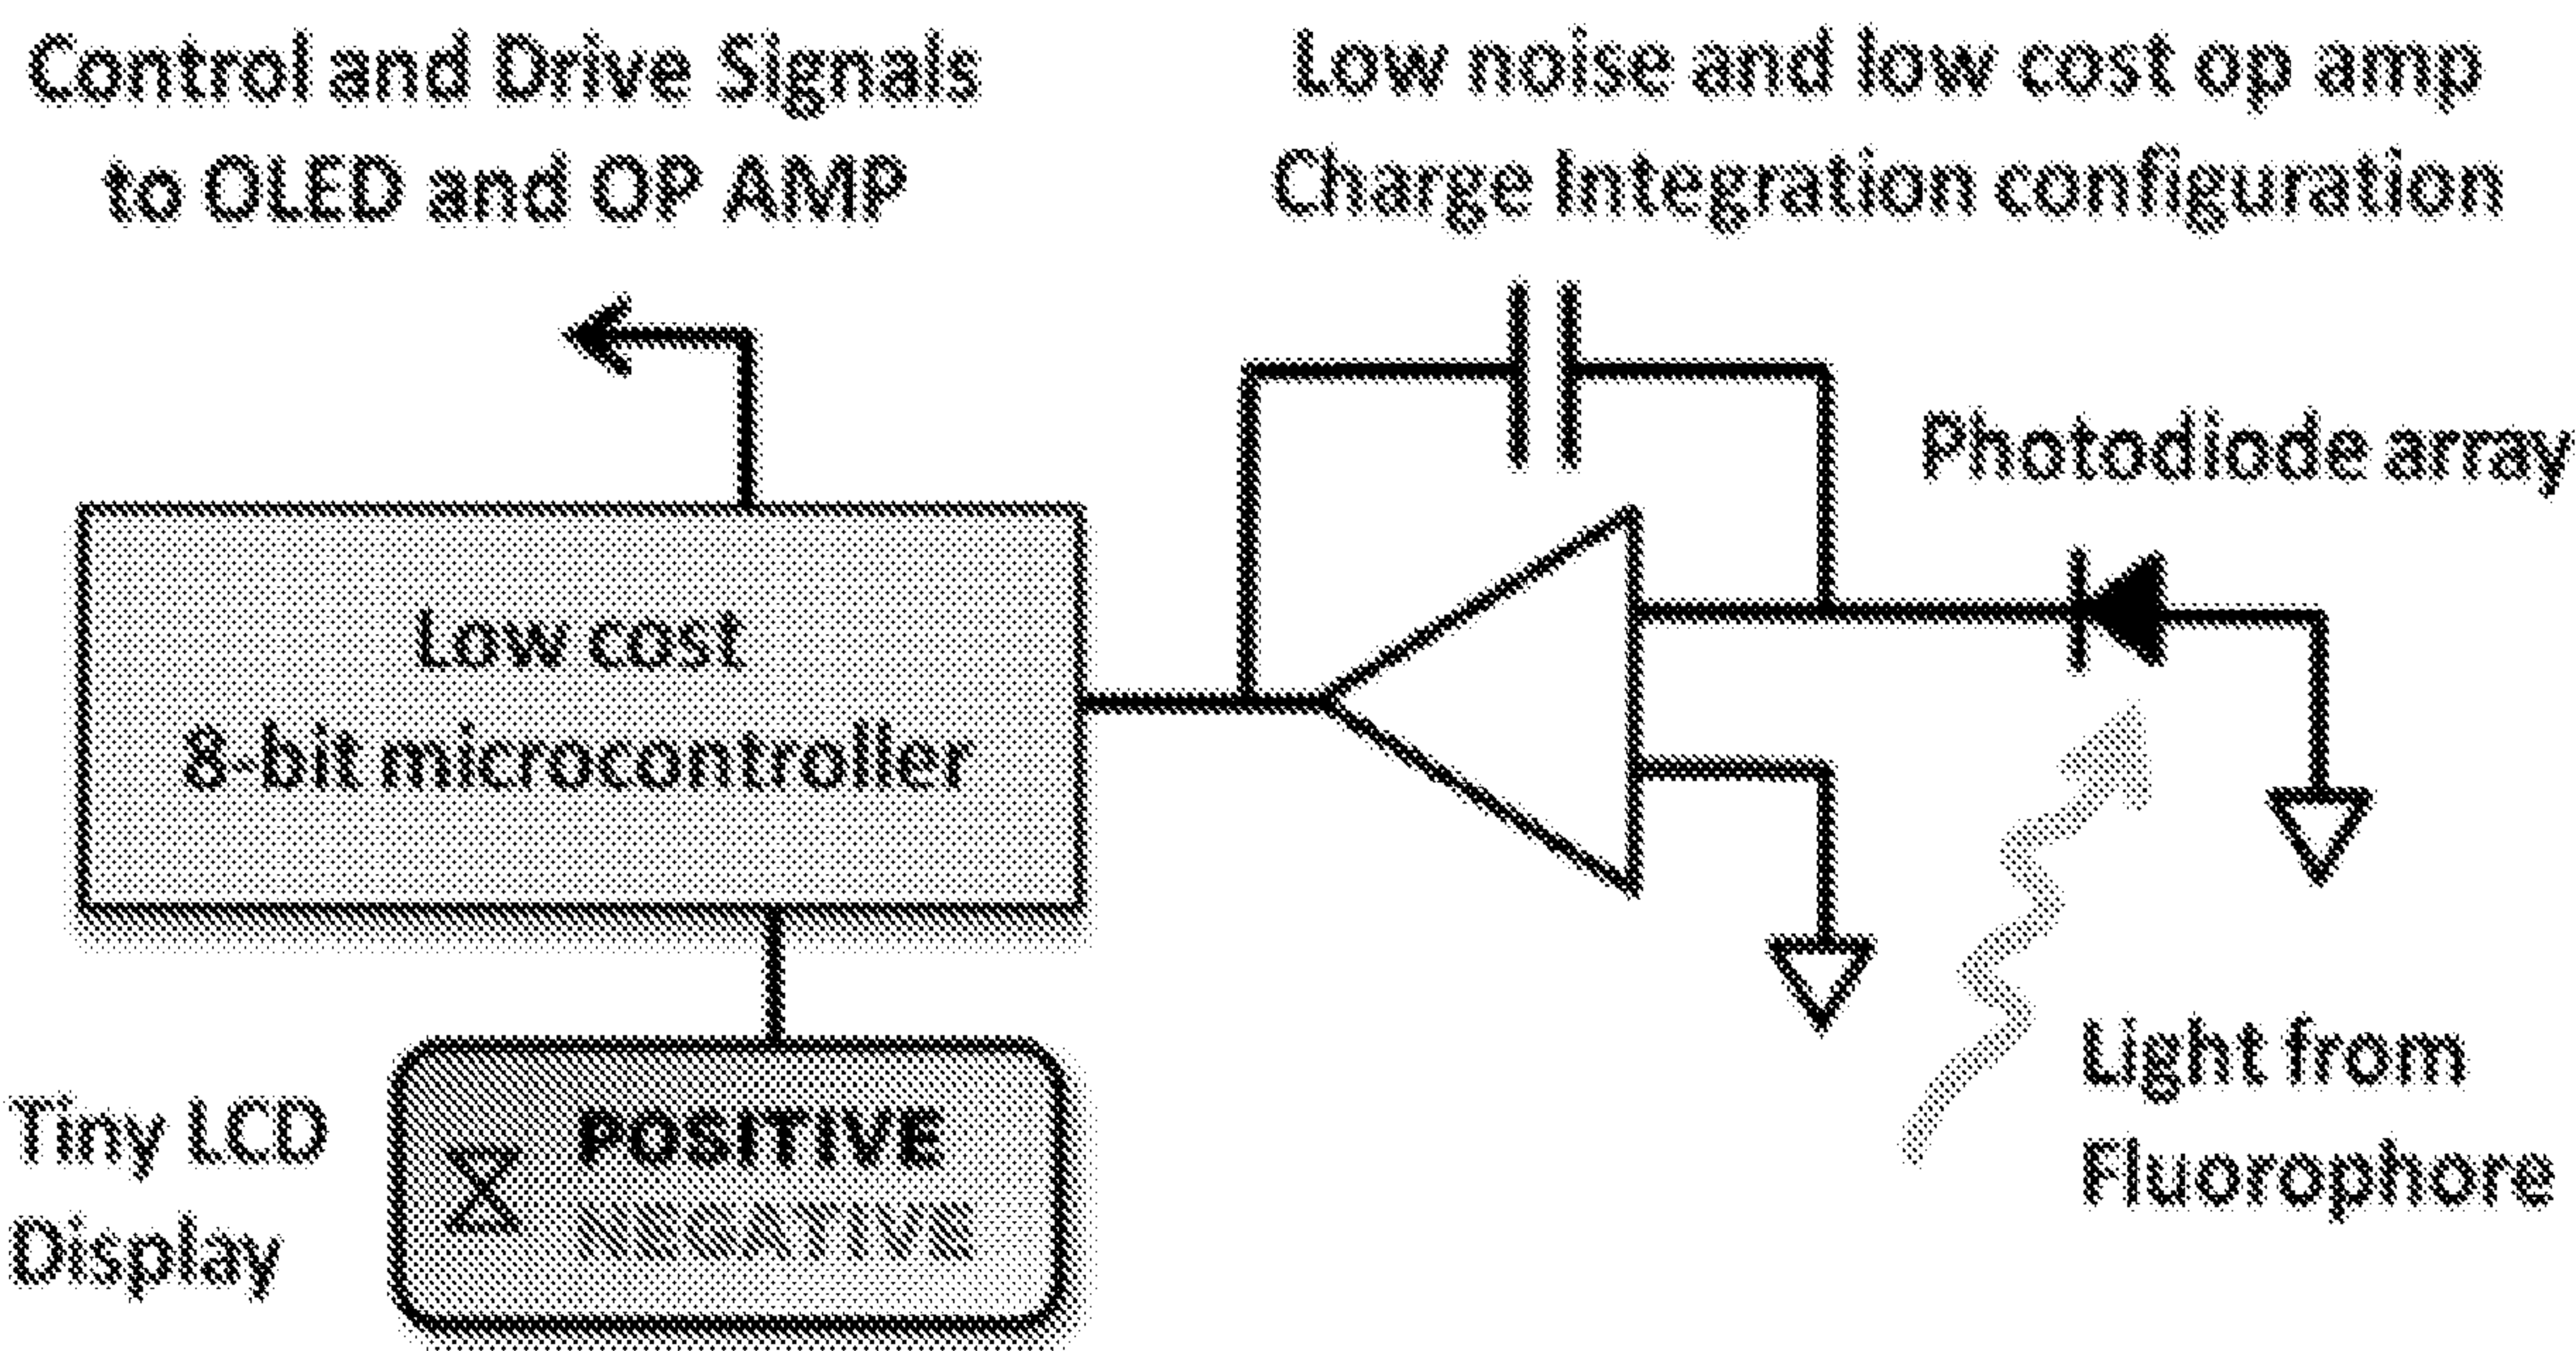 Control and Drive Signals
to OLED and OP AMP
Low noise and low cost op amp
Charge Integration configuration
Photodiode array
Low cost
8-bit microcontroller
Light from
Fluorophore
Tiny LCD
Display
POSITIVE
NEGATIVE